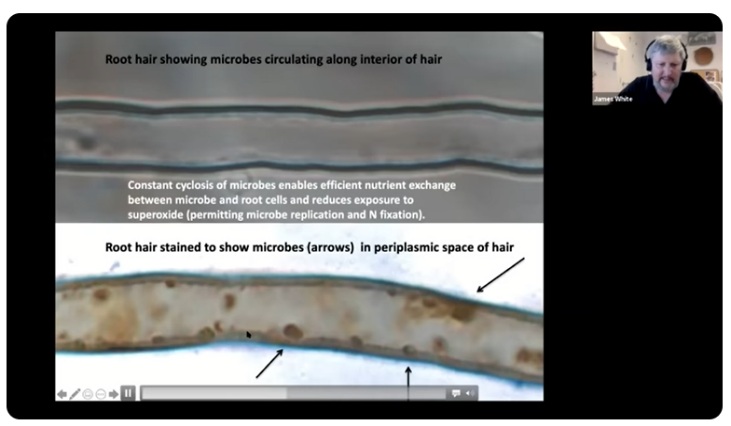 Root hair showing microbes circulating along interior of hair
James White
Constant cyclosis of microbes enables efficient nutrient exchange
between microbe and root cells and reduces exposure to
superoxide (permitting microbe replication and N fixation).
Root hair stained to show microbes (arrows)  in periplasmic space of hair